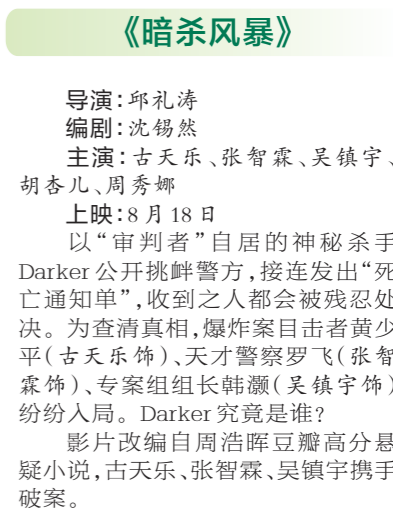 《暗杀风暴》
导演:邱礼涛
编剧:沈锡然
主演:古天乐、张智霖、吴镇宇、
胡杏儿、周秀娜
上映:8月18日
以“审判者”自居的神秘杀手
Darker公开挑衅警方,接连发出“死
亡通知单”,收到之人都会被残忍处
决。为查清真相,爆炸案目击者黄少
平(古天乐饰)、天才警察罗飞(张智
霖饰)、专案组组长韩灏(吴镇宇饰)
纷纷入局。Darker究竟是谁?
影片改编自周浩晖豆瓣高分悬
疑小说,古天乐、张智霖、吴镇宇携手
破案。